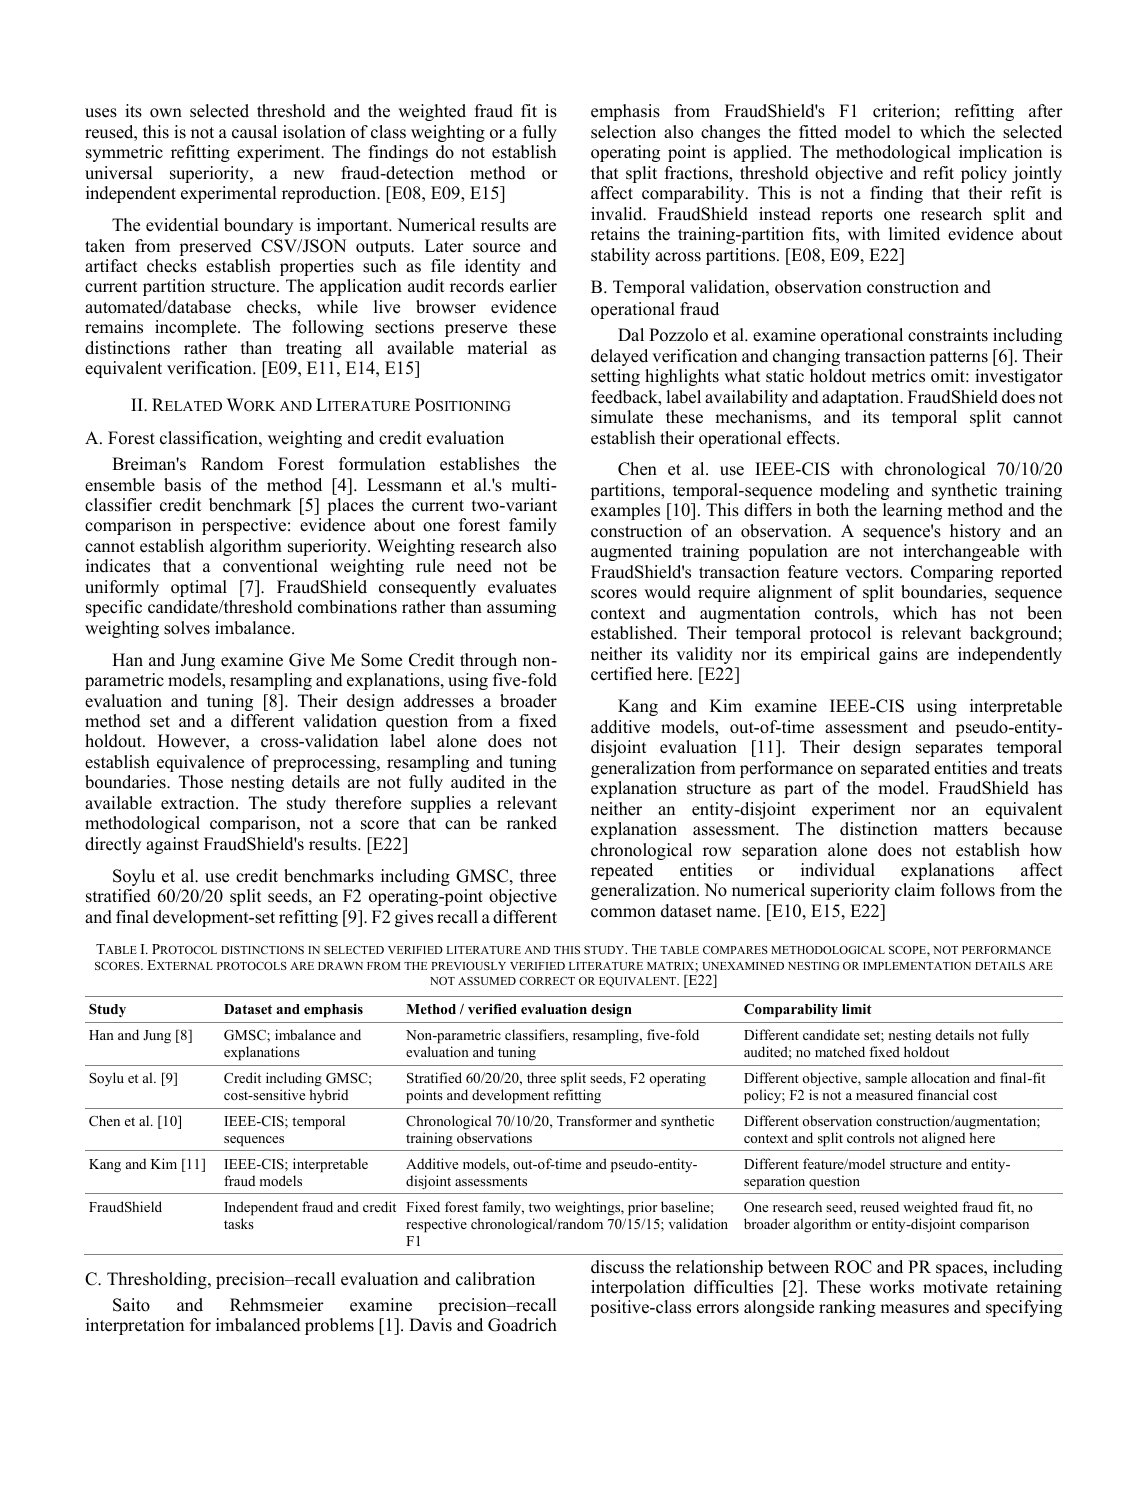 uses its own selected threshold and the weighted fraud fit is
reused, this is not a causal isolation of class weighting or a fully
symmetric refitting experiment. The findings do not establish
universal superiority, a new fraud-detection method or
independent experimental reproduction. [E08, E09, E15]
The evidential boundary is important. Numerical results are
taken from preserved CSV/JSON outputs. Later source and
artifact checks establish properties such as file identity and
current partition structure. The application audit records earlier
automated/database checks, while live browser evidence
remains incomplete. The following sections preserve these
distinctions rather than treating all available material as
equivalent verification. [E09, E11, E14, E15]
II. RELATED WORK AND LITERATURE POSITIONING
A. Forest classification, weighting and credit evaluation
Breiman's Random Forest formulation establishes the
ensemble basis of the method [4]. Lessmann et al.'s multi-
classifier credit benchmark [5] places the current two-variant
comparison in perspective: evidence about one forest family
cannot establish algorithm superiority. Weighting research also
indicates that a conventional weighting rule need not be
uniformly optimal [7]. FraudShield consequently evaluates
specific candidate/threshold combinations rather than assuming
weighting solves imbalance.
Han and Jung examine Give Me Some Credit through non-
parametric models, resampling and explanations, using five-fold
evaluation and tuning [8]. Their design addresses a broader
method set and a different validation question from a fixed
holdout. However, a cross-validation label alone does not
establish equivalence of preprocessing, resampling and tuning
boundaries. Those nesting details are not fully audited in the
available extraction. The study therefore supplies a relevant
methodological comparison, not a score that can be ranked
directly against FraudShield's results. [E22]
Soylu et al. use credit benchmarks including GMSC, three
stratified 60/20/20 split seeds, an F2 operating-point objective
and final development-set refitting [9]. F2 gives recall a different
emphasis from FraudShield's F1 criterion; refitting after
selection also changes the fitted model to which the selected
operating point is applied. The methodological implication is
that split fractions, threshold objective and refit policy jointly
affect comparability. This is not a finding that their refit is
invalid. FraudShield instead reports one research split and
retains the training-partition fits, with limited evidence about
stability across partitions. [E08, E09, E22]
B. Temporal validation, observation construction and
operational fraud
Dal Pozzolo et al. examine operational constraints including
delayed verification and changing transaction patterns [6]. Their
setting highlights what static holdout metrics omit: investigator
feedback, label availability and adaptation. FraudShield does not
simulate these mechanisms, and its temporal split cannot
establish their operational effects.
Chen et al. use IEEE-CIS with chronological 70/10/20
partitions, temporal-sequence modeling and synthetic training
examples [10]. This differs in both the learning method and the
construction of an observation. A sequence's history and an
augmented training population are not interchangeable with
FraudShield's transaction feature vectors. Comparing reported
scores would require alignment of split boundaries, sequence
context and augmentation controls, which has not been
established. Their temporal protocol is relevant background;
neither its validity nor its empirical gains are independently
certified here. [E22]
Kang and Kim examine IEEE-CIS using interpretable
additive models, out-of-time assessment and pseudo-entity-
disjoint evaluation [11]. Their design separates temporal
generalization from performance on separated entities and treats
explanation structure as part of the model. FraudShield has
neither an entity-disjoint experiment nor an equivalent
explanation assessment. The distinction matters because
chronological row separation alone does not establish how
repeated entities or individual explanations affect
generalization. No numerical superiority claim follows from the
common dataset name. [E10, E15, E22]
TABLE I. PROTOCOL DISTINCTIONS IN SELECTED VERIFIED LITERATURE AND THIS STUDY. THE TABLE COMPARES METHODOLOGICAL SCOPE, NOT PERFORMANCE
SCORES. EXTERNAL PROTOCOLS ARE DRAWN FROM THE PREVIOUSLY VERIFIED LITERATURE MATRIX; UNEXAMINED NESTING OR IMPLEMENTATION DETAILS ARE
NOT ASSUMED CORRECT OR EQUIVALENT. [E22]
Study Dataset and emphasis Method / verified evaluation design Comparability limit
Han and Jung [8] GMSC; imbalance and Non-parametric classifiers, resampling, five-fold Different candidate set; nesting details not fully
explanations evaluation and tuning audited; no matched fixed holdout
Soylu et al. [9] Credit including GMSC; Stratified 60/20/20, three split seeds, F2 operating Different objective, sample allocation and final-fit
cost-sensitive hybrid points and development refitting policy; F2 is not a measured financial cost
Chen et al. [10] IEEE-CIS; temporal Chronological 70/10/20, Transformer and synthetic Different observation construction/augmentation;
sequences training observations context and split controls not aligned here
Kang and Kim [11] IEEE-CIS; interpretable Additive models, out-of-time and pseudo-entity- Different feature/model structure and entity-
fraud models disjoint assessments separation question
FraudShield Independent fraud and credit Fixed forest family, two weightings, prior baseline; One research seed, reused weighted fraud fit, no
tasks respective chronological/random 70/15/15; validation broader algorithm or entity-disjoint comparison
F1
C. Thresholding, precision–recall evaluation and calibration
Saito and Rehmsmeier examine precision–recall
interpretation for imbalanced problems [1]. Davis and Goadrich
discuss the relationship between ROC and PR spaces, including
interpolation difficulties [2]. These works motivate retaining
positive-class errors alongside ranking measures and specifying